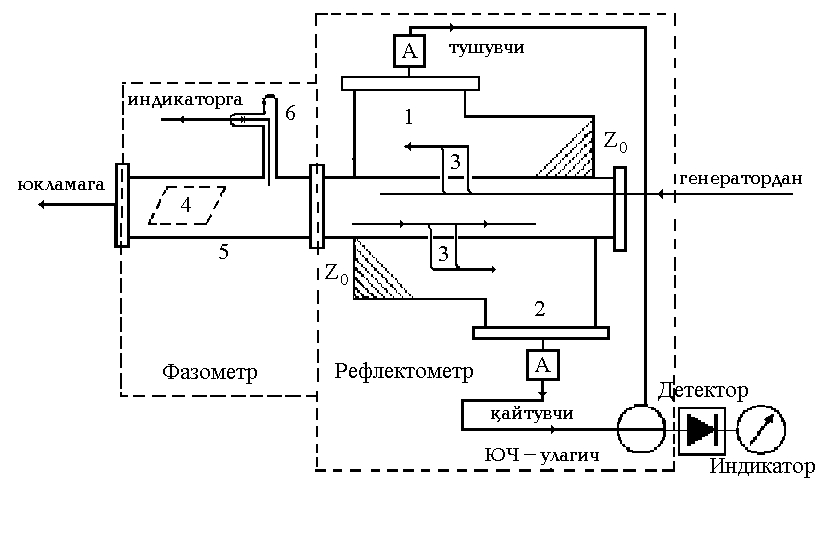 А
тушувчи
индикаторга
6
1
Z0
3
юкламага
генератордан
4
5
3
Z0
2
Фазометр
Рефлектометр
А
Детектор
қайтувчи
ЮЧ – улагич
Индикатор